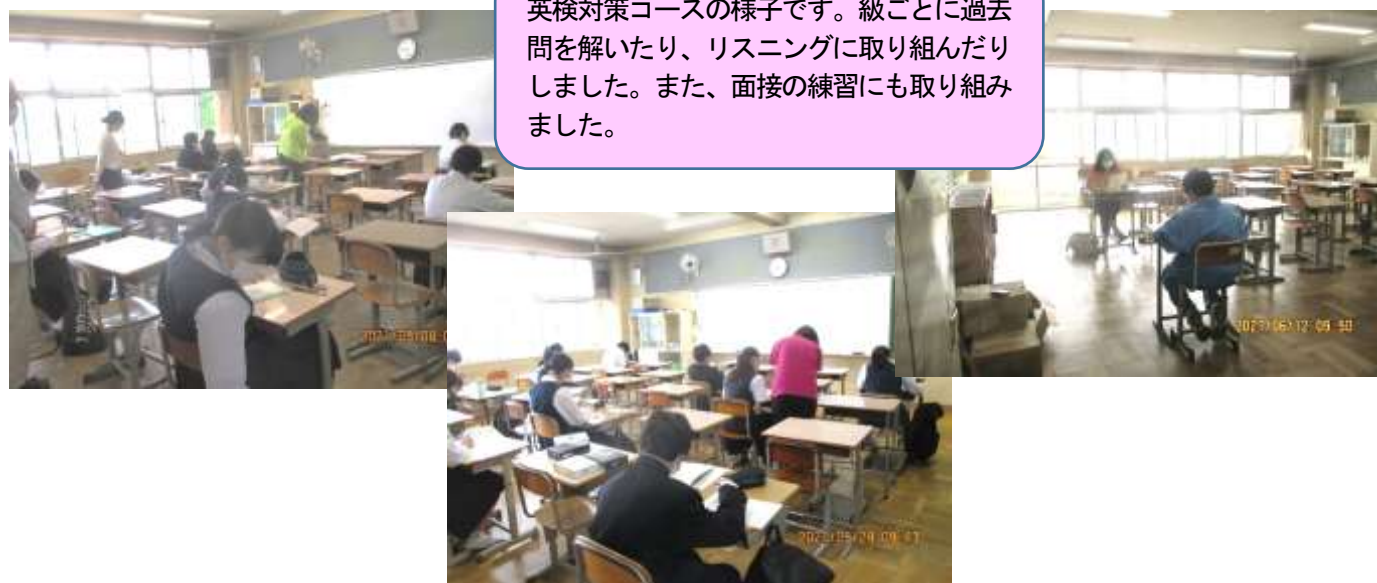 英検対策コースの様子です。級ごとに過去
問を解いたり、リスニングに取り組んだり
しました。また、面接の練習にも取り組み
ました。